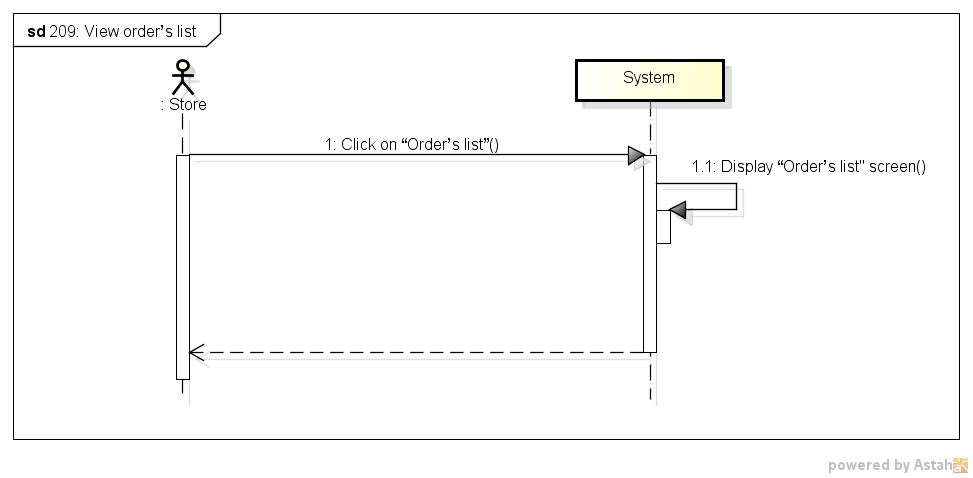 sd 209: View order’s list
: Store
System
1: Click on “Order’s list”()
1.1: Display “Order’s list" screen()
powered by Astah